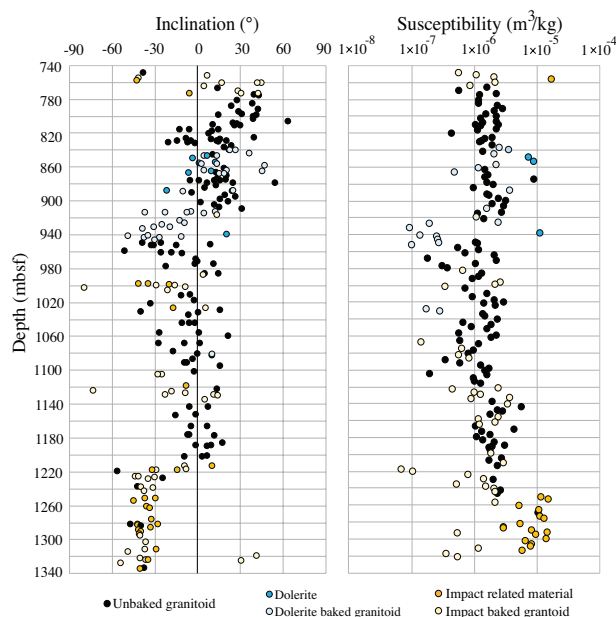 Inclination (°)
Susceptibility (m³/kg)
-90 -60 -30 0 30 60 90
1×10⁻⁸ 1×10⁻⁷ 1×10⁻⁶ 1×10⁻⁵ 1×10⁻⁴
740
780
820
860
900
940
980
1020
1060
1100
1140
1180
1220
1260
1300
1340
Depth (mbsf)
Dolerite
Impact related material
Unbaked granitoid
Dolerite baked granitoid
Impact baked grantoid